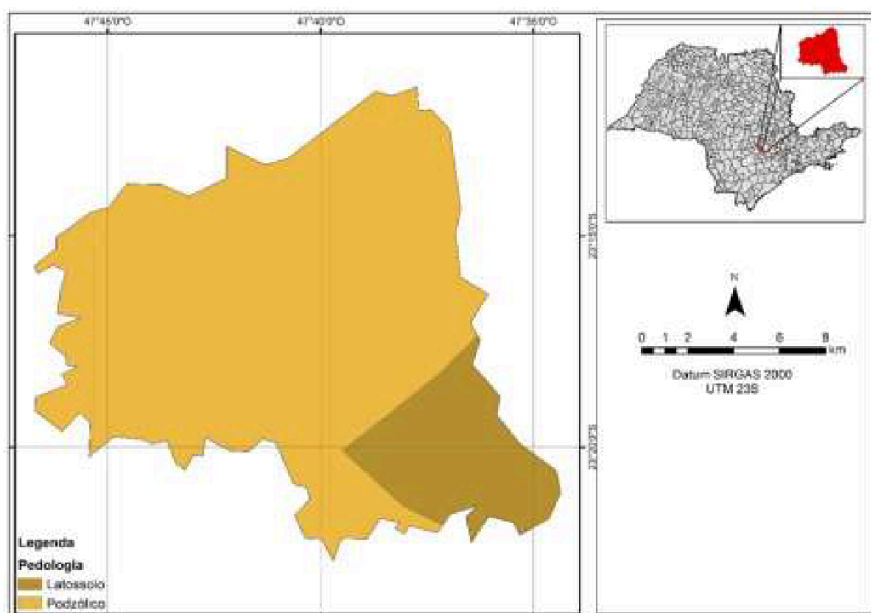 47°45'0"O
47°40'0"O
47°35'0"O
23°15'0"S
23°20'0"S
Legenda
Pedologia
Latossolo
Podzólico
N
0 1 2 4 6 8
km
Datum SIRGAS 2000
UTM 23S